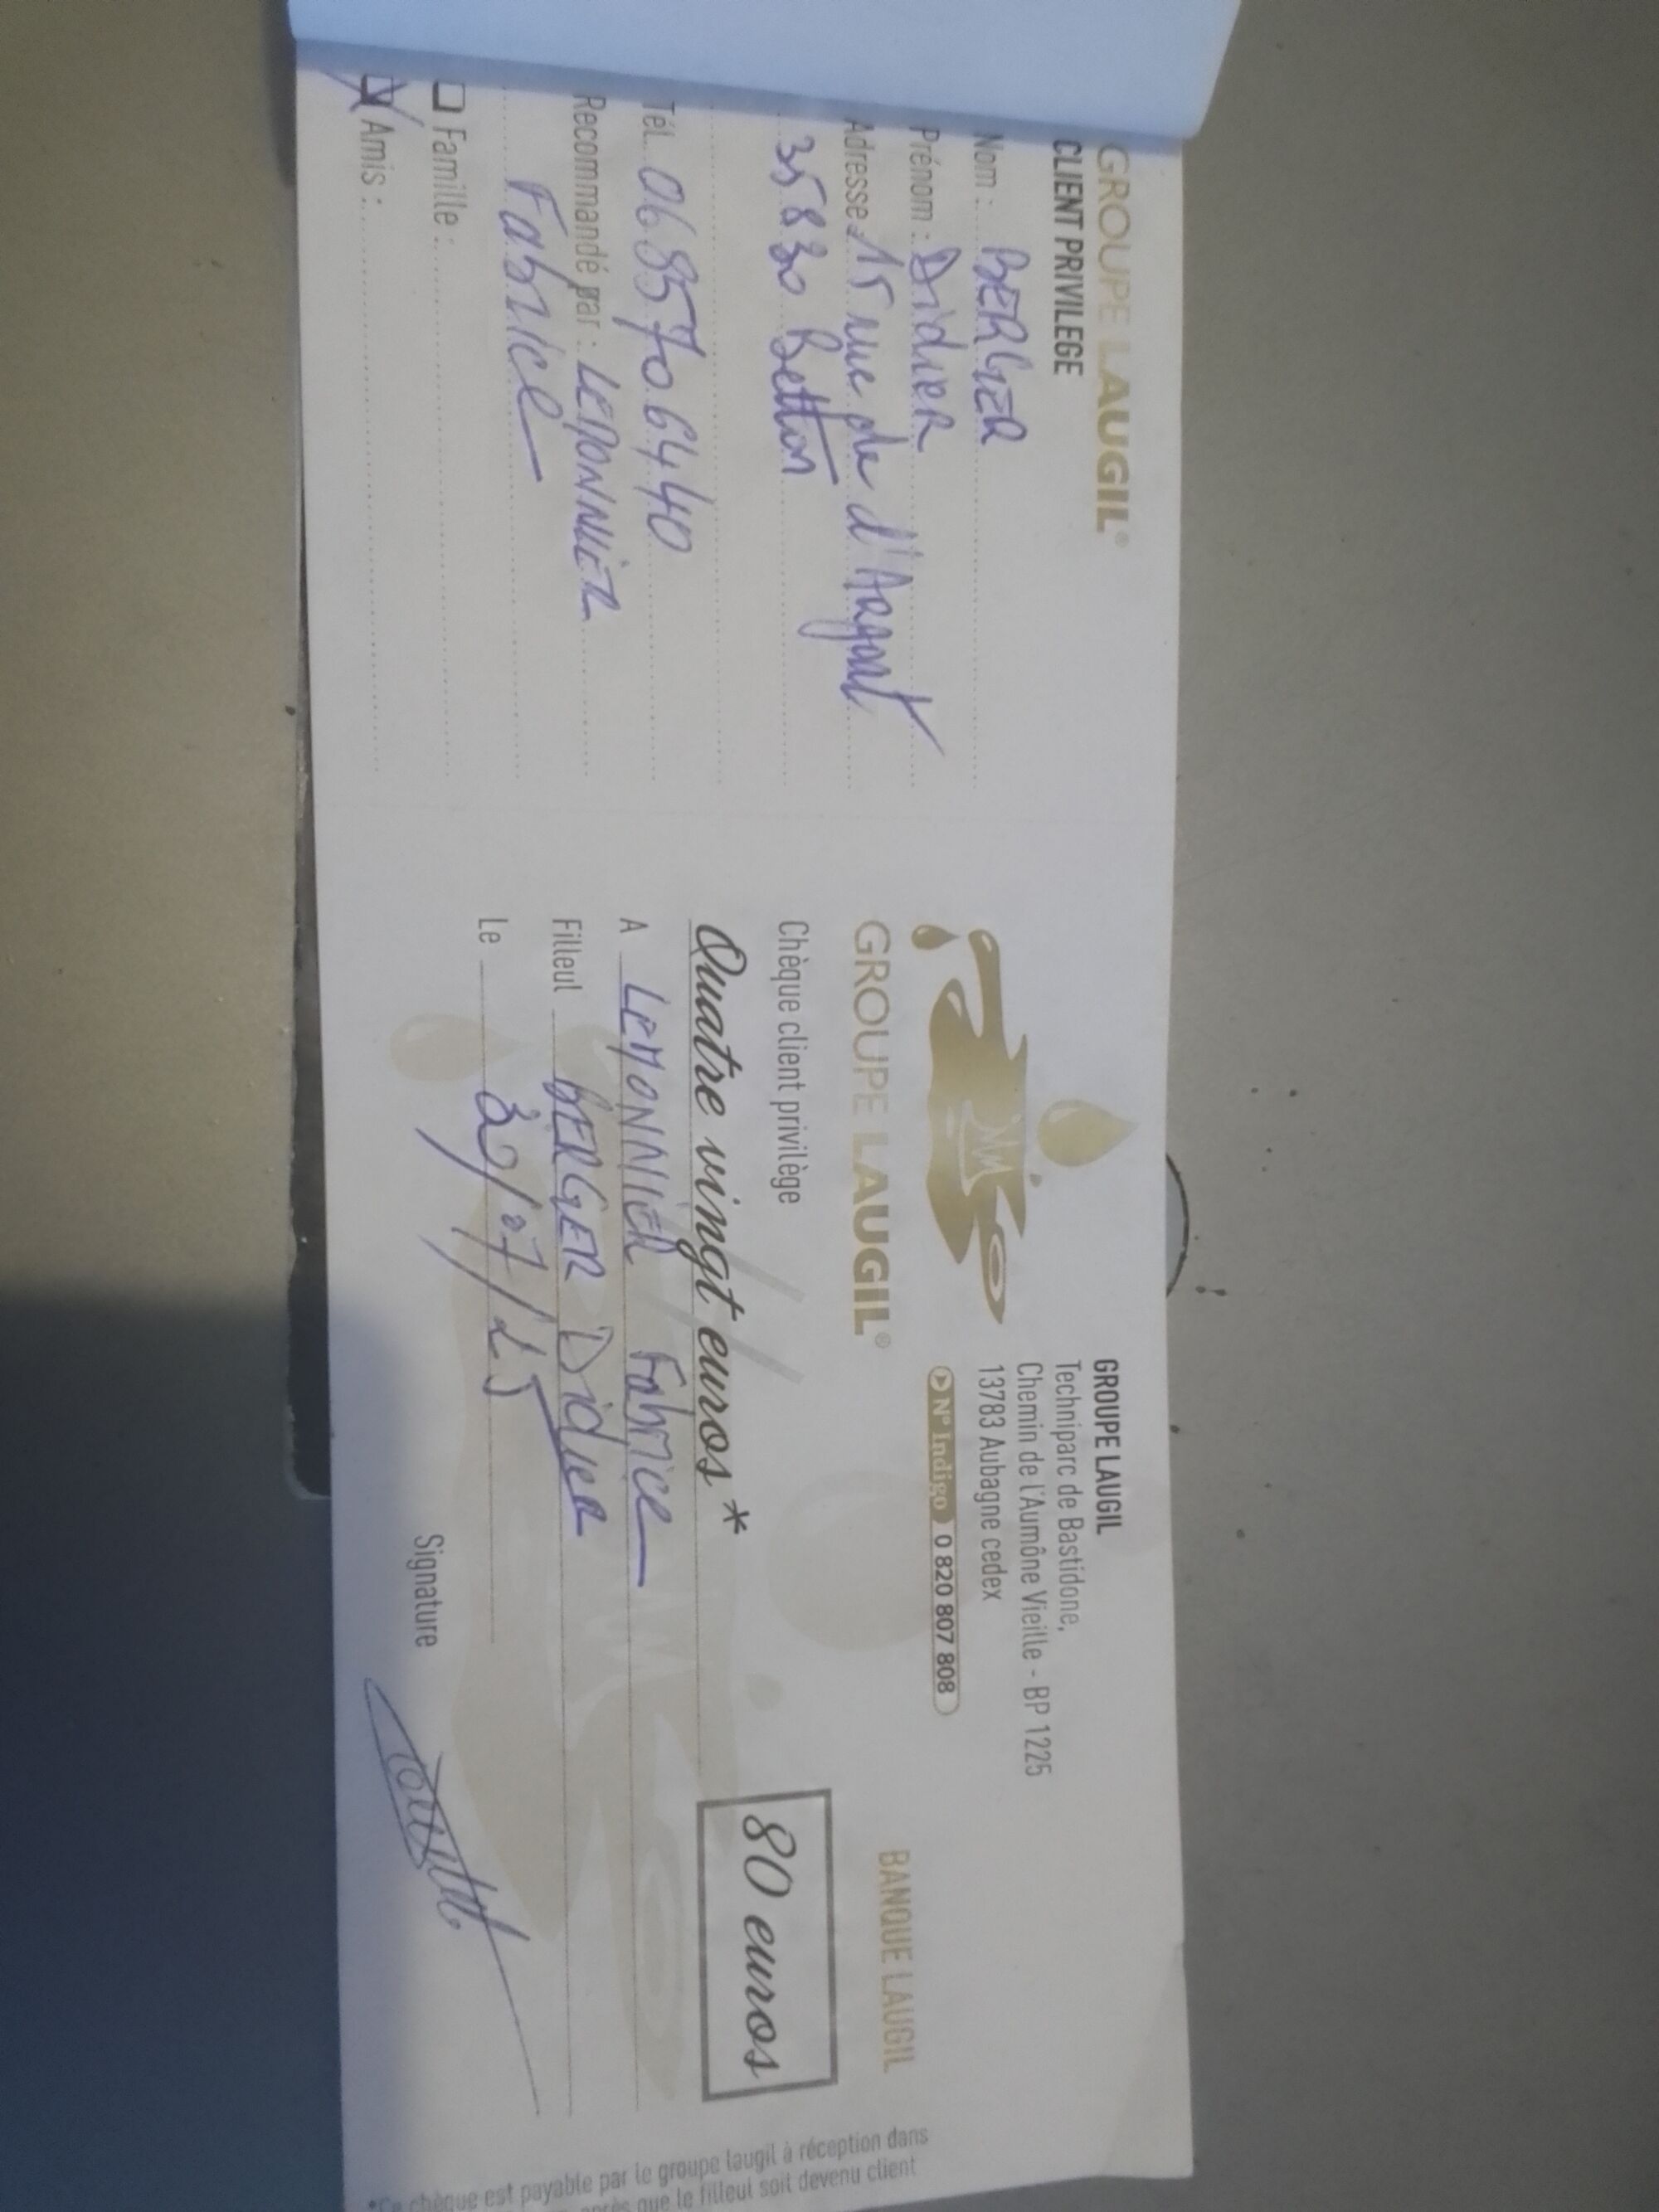 GROUPE LAUGIL®
CLIENT PRIVILEGE
Nom : BERGER
Prénom : Didier
Adresse 15 rue de d'Argout
35830 Betton
Tél. 06.85.70.64.40
Recommandé par : LEMONNIER
Fabrice
Famille :
Amis :
GROUPE LAUGIL
Techniparc de Bastidone,
Chemin de l'Aumône Vieille - BP 1225
13783 Aubagne cedex
N° Indigo 0 820 807 808
GROUPE LAUGIL®
BANQUE LAUGIL
Chèque client privilège
Quatre vingt euros*
80 euros
A LEMONNIER Fabrice
Filleul BERGER Didier
Le /07/25
Signature
*Ce chèque est payable par le groupe laugil à réception dans
après que le filleul soit devenu client